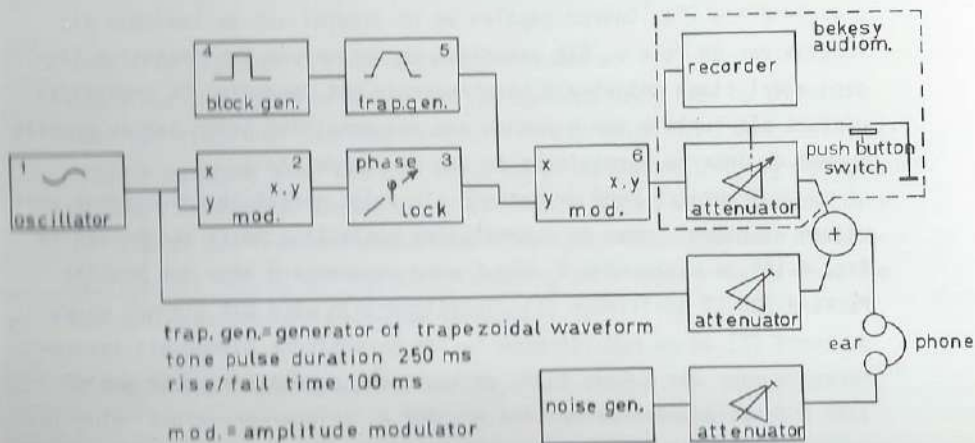 bekesy
audiom.
4
block gen.
5
trap. gen.
recorder
push button
switch
1
oscillator
x
y
2
x.y
mod.
phase
φ
3
lock
x
y
6
x.y
mod.
attenuator
+
attenuator
trap. gen.= generator of trapezoidal waveform
tone pulse duration 250 ms
rise/fall time 100 ms
mod.= amplitude modulator
ear
phone
noise gen.
attenuator